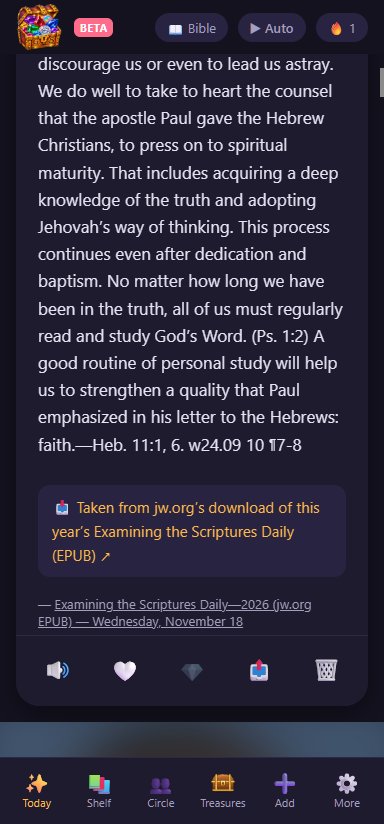 BETA
Bible
Auto
1
discourage us or even to lead us astray.
We do well to take to heart the counsel
that the apostle Paul gave the Hebrew
Christians, to press on to spiritual
maturity. That includes acquiring a deep
knowledge of the truth and adopting
Jehovah’s way of thinking. This process
continues even after dedication and
baptism. No matter how long we have
been in the truth, all of us must regularly
read and study God’s Word. (Ps. 1:2) A
good routine of personal study will help
us to strengthen a quality that Paul
emphasized in his letter to the Hebrews:
faith.—Heb. 11:1, 6. w24.09 10 ¶7-8
Taken from jw.org’s download of this
year’s Examining the Scriptures Daily
(EPUB) ↗
— Examining the Scriptures Daily—2026 (jw.org
EPUB) — Wednesday, November 18
Today
Shelf
Circle
Treasures
Add
More